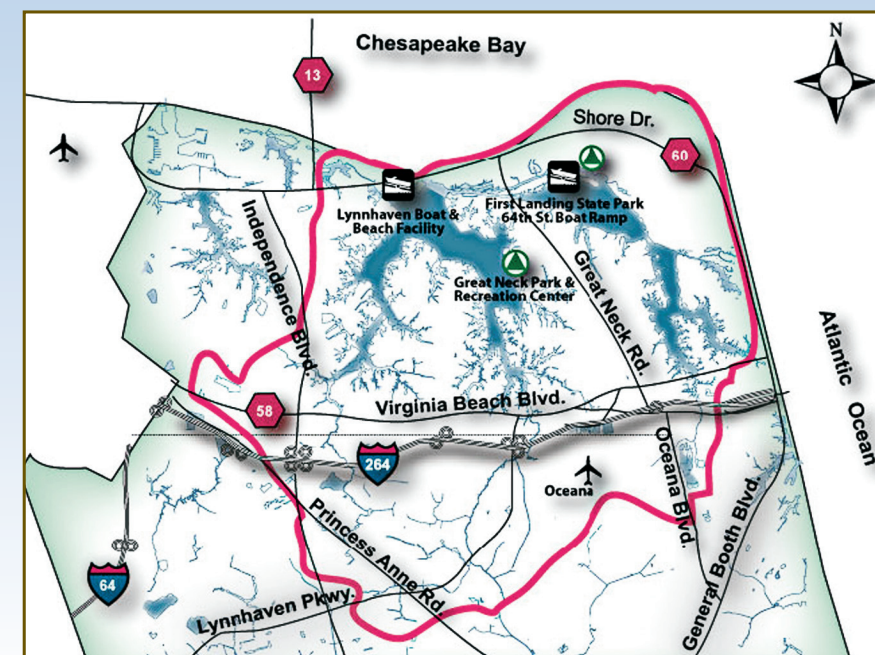 N
Chesapeake Bay
13
Shore Dr.
60
Lynnhaven Boat &
Beach Facility
First Landing State Park
64th St. Boat Ramp
Independence Blvd.
Great Neck Park &
Recreation Center
Great Neck Rd.
Atlantic Ocean
58
Virginia Beach Blvd.
264
Oceana
Oceana Blvd.
Princess Anne Rd.
General Booth Blvd.
64
Lynnhaven Pkwy.